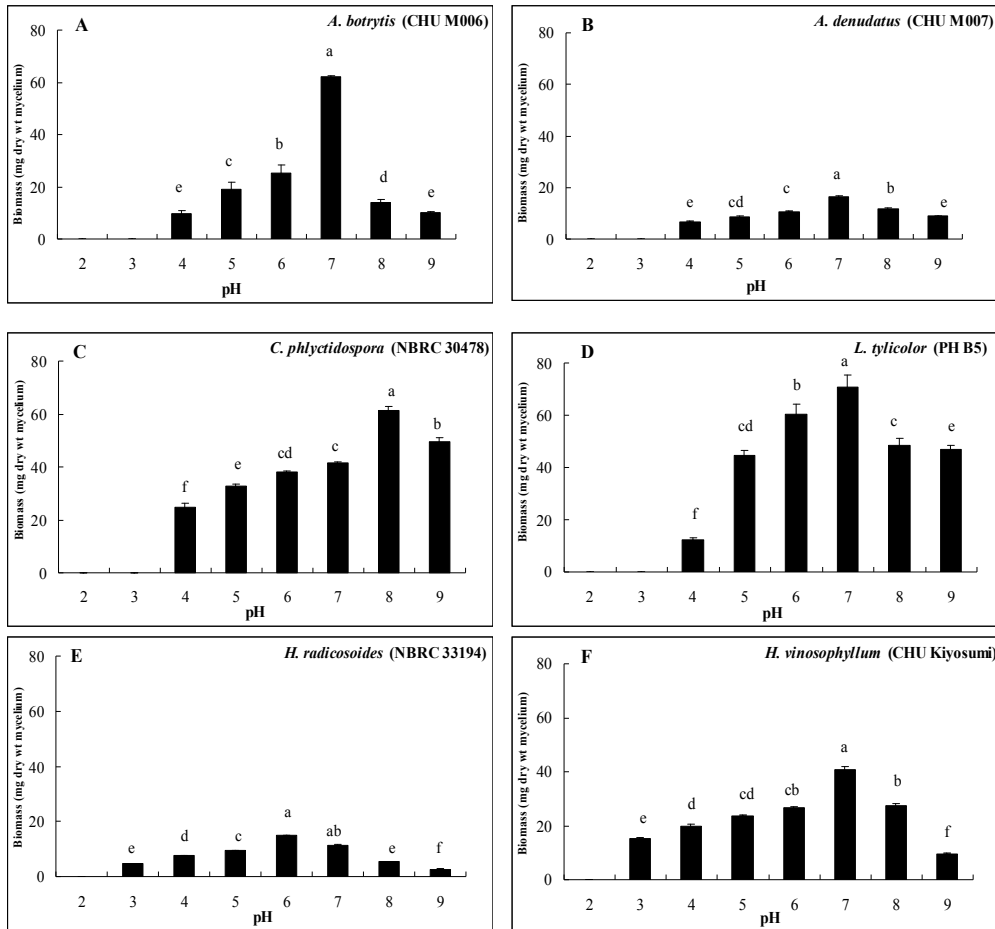 A
A. botrytis (CHU M006)
Biomass (mg dry wt mycelium)
80
60
40
20
0
a
b
c
d
e
e
2 3 4 5 6 7 8 9
pH
B
A. denudatus (CHU M007)
Biomass (mg dry wt mycelium)
80
60
40
20
0
e cd c a b e
2 3 4 5 6 7 8 9
pH
C
C. phlyctidospora (NBRC 30478)
Biomass (mg dry wt mycelium)
80
60
40
20
0
f e cd c a b
2 3 4 5 6 7 8 9
pH
D
L. tylicolor (PH B5)
Biomass (mg dry wt mycelium)
80
60
40
20
0
f cd b a c e
2 3 4 5 6 7 8 9
pH
E
H. radicosoides (NBRC 33194)
Biomass (mg dry wt mycelium)
80
60
40
20
0
e d c a ab e f
2 3 4 5 6 7 8 9
pH
F
H. vinosophyllum (CHU Kiyosumi)
Biomass (mg dry wt mycelium)
80
60
40
20
0
e d cd cb a b f
2 3 4 5 6 7 8 9
pH